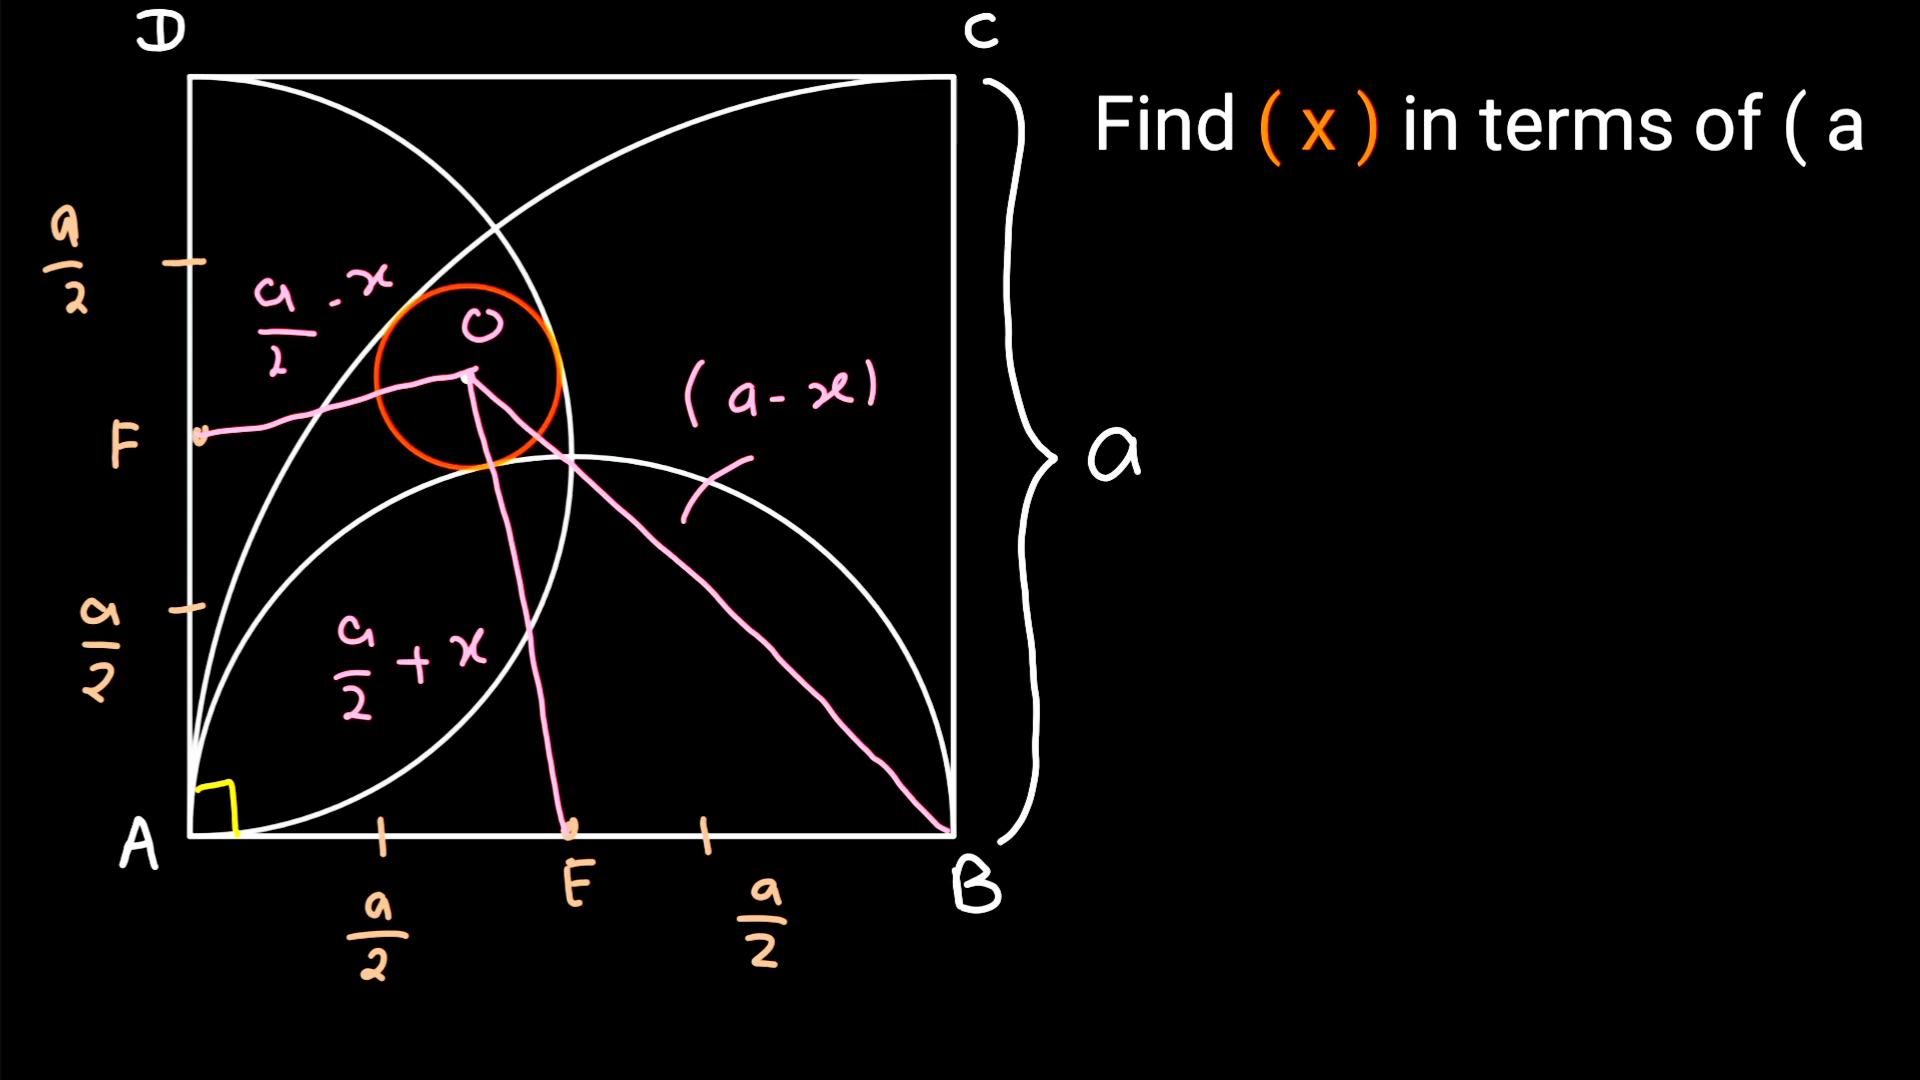 D
C
Find ( x ) in terms of ( a
a/2
a/2 - x
O
F
(a - x)
a
a/2
a/2 + x
A
E
B
a/2
a/2